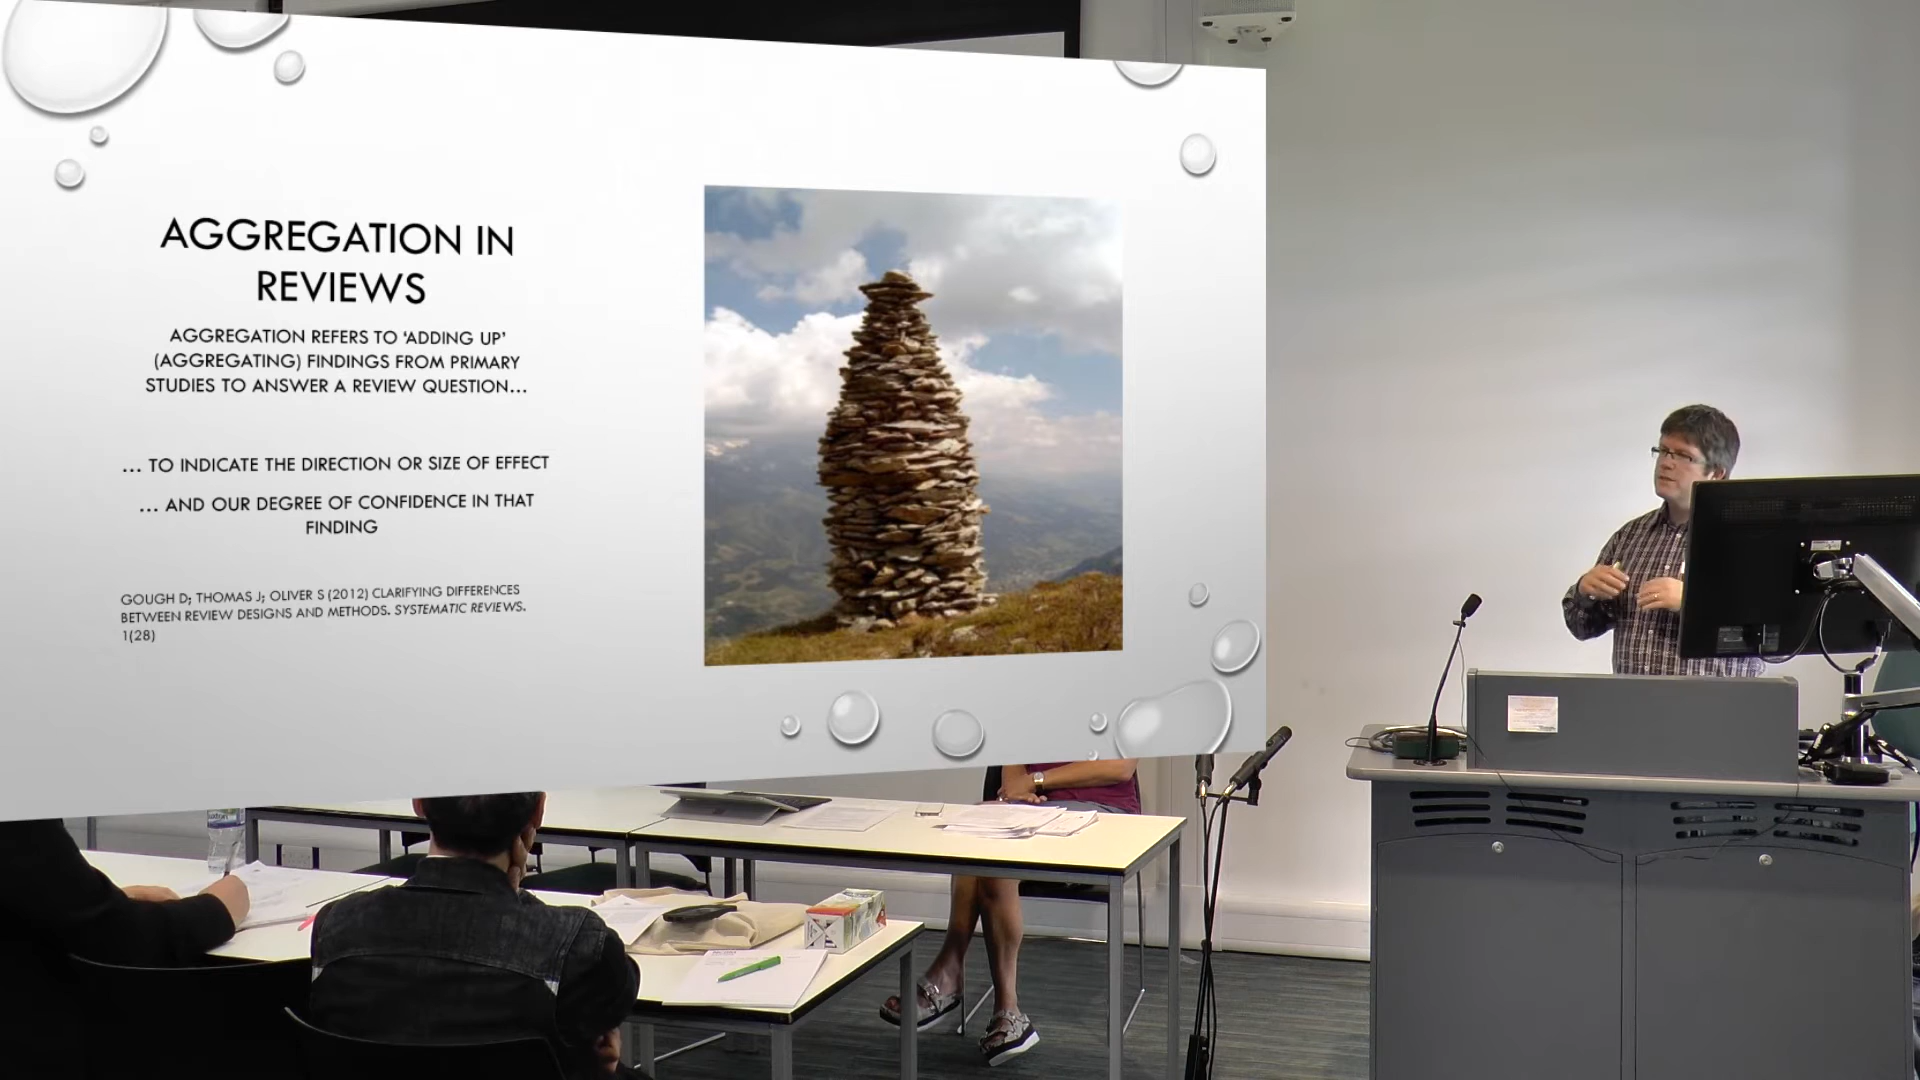 AGGREGATION IN
REVIEWS
AGGREGATION REFERS TO ‘ADDING UP’
(AGGREGATING) FINDINGS FROM PRIMARY
STUDIES TO ANSWER A REVIEW QUESTION…
… TO INDICATE THE DIRECTION OR SIZE OF EFFECT
… AND OUR DEGREE OF CONFIDENCE IN THAT
FINDING
GOUGH D; THOMAS J; OLIVER S (2012) CLARIFYING DIFFERENCES
BETWEEN REVIEW DESIGNS AND METHODS. SYSTEMATIC REVIEWS.
1(28)